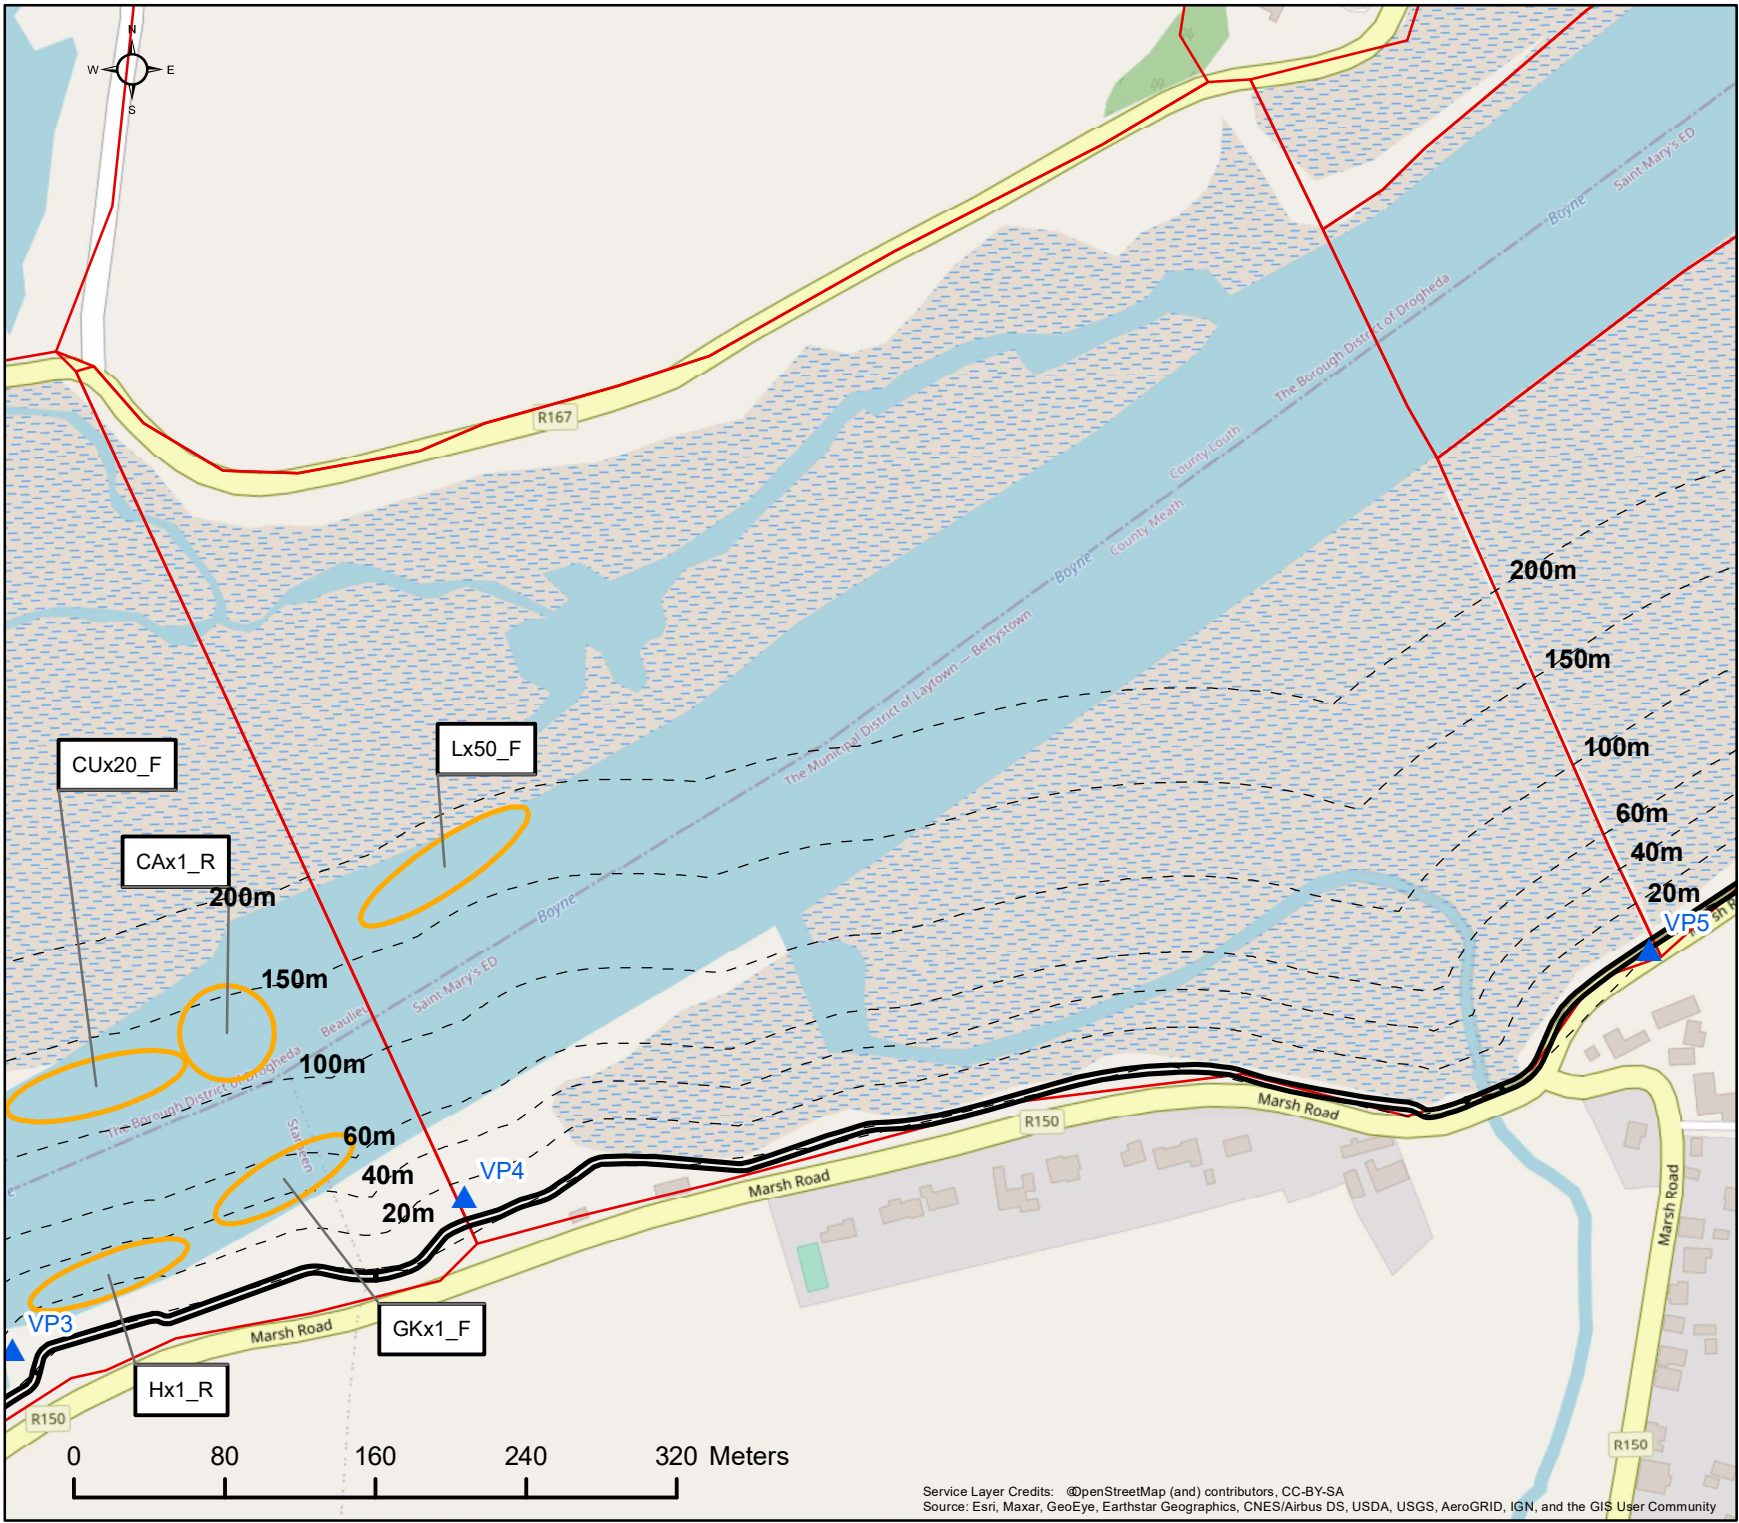 N
W E
S
Saint Mary's ED
Boyne
The Borough District of Drogheda
R167
County Louth
County Meath
Boyne
200m
The Municipal District of Laytown — Bettystown
150m
Lx50_F
100m
CUx20_F
60m
CAx1_R
40m
200m
20m
Boyne
VP5
150m
Saint Mary's ED
Beaulieu
100m
The Borough District of Drogheda
R150
Marsh Road
Stameen
60m
VP4
40m
Marsh Road
20m
Marsh Road
VP3
Marsh Road
GKx1_F
Hx1_R
R150
R150
0 80 160 240 320 Meters
Service Layer Credits: ©OpenStreetMap (and) contributors, CC-BY-SA
Source: Esri, Maxar, GeoEye, Earthstar Geographics, CNES/Airbus DS, USDA, USGS, AeroGRID, IGN, and the GIS User Community